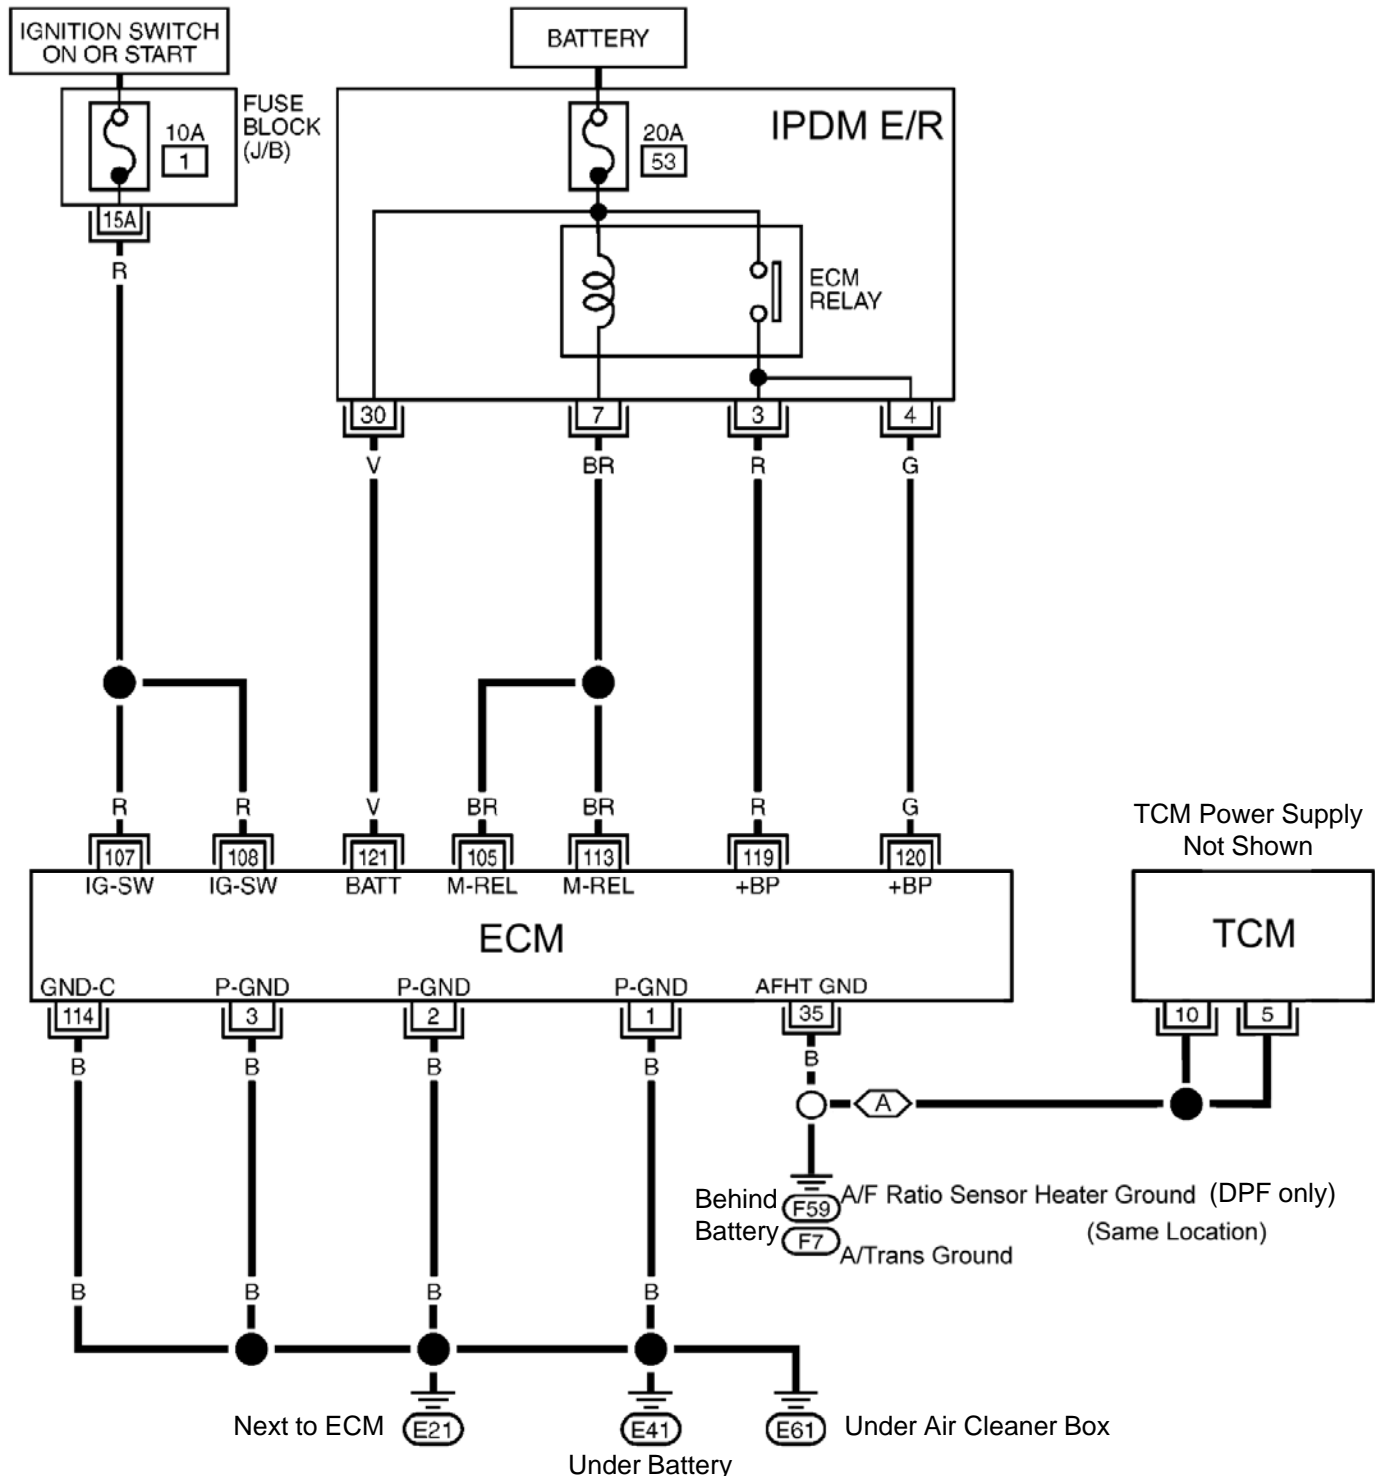 IGNITION SWITCH
ON OR START
BATTERY
FUSE
BLOCK
(J/B)
10A
1
15A
IPDM E/R
20A
53
ECM
RELAY
30
7
3
4
R
V
BR
R
G
R
R
V
BR
BR
R
G
TCM Power Supply
Not Shown
107
108
121
105
113
119
120
IG-SW
IG-SW
BATT
M-REL
M-REL
+BP
+BP
ECM
TCM
GND-C
P-GND
P-GND
P-GND
AFHT GND
114
3
2
1
35
10
5
B
B
B
B
B
A
Behind
Battery
F59
A/F Ratio Sensor Heater Ground (DPF only)
F7
(Same Location)
A/Trans Ground
B
B
B
B
Next to ECM
E21
E41
E61
Under Air Cleaner Box
Under Battery